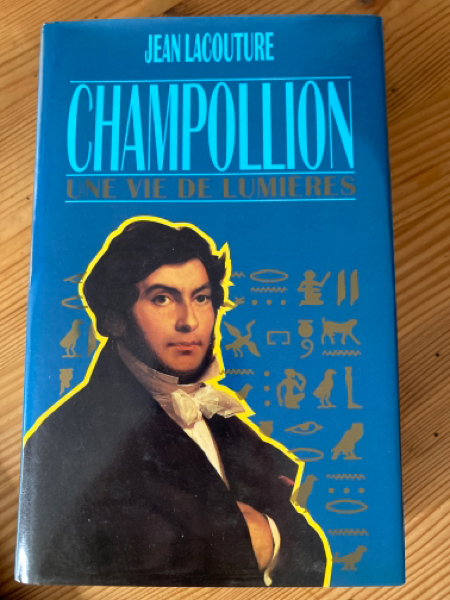 JEAN LACOUTURE
CHAMPOLLION
UNE VIE DE LUMIÈRES